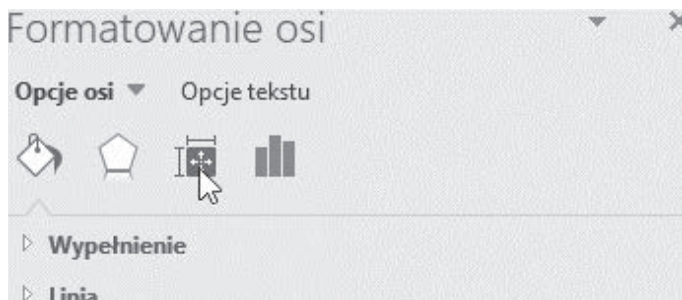 Formatowanie osi
Opcje osi Opcje tekstu
Wypełnienie
Linia